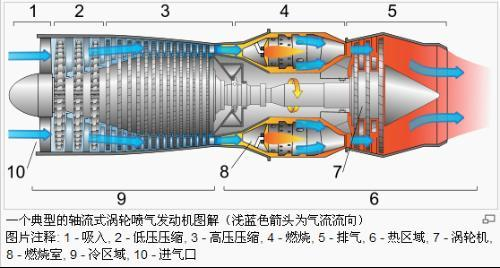 1 2 3 4 5
10 8 7
9 6
一个典型的轴流式涡轮喷气发动机图解（浅蓝色箭头为气流流向）
图片注释: 1 - 吸入, 2 - 低压压缩, 3 - 高压压缩, 4 - 燃烧, 5 - 排气, 6 - 热区域, 7 - 涡轮机,
8 - 燃烧室, 9 - 冷区域, 10 - 进气口